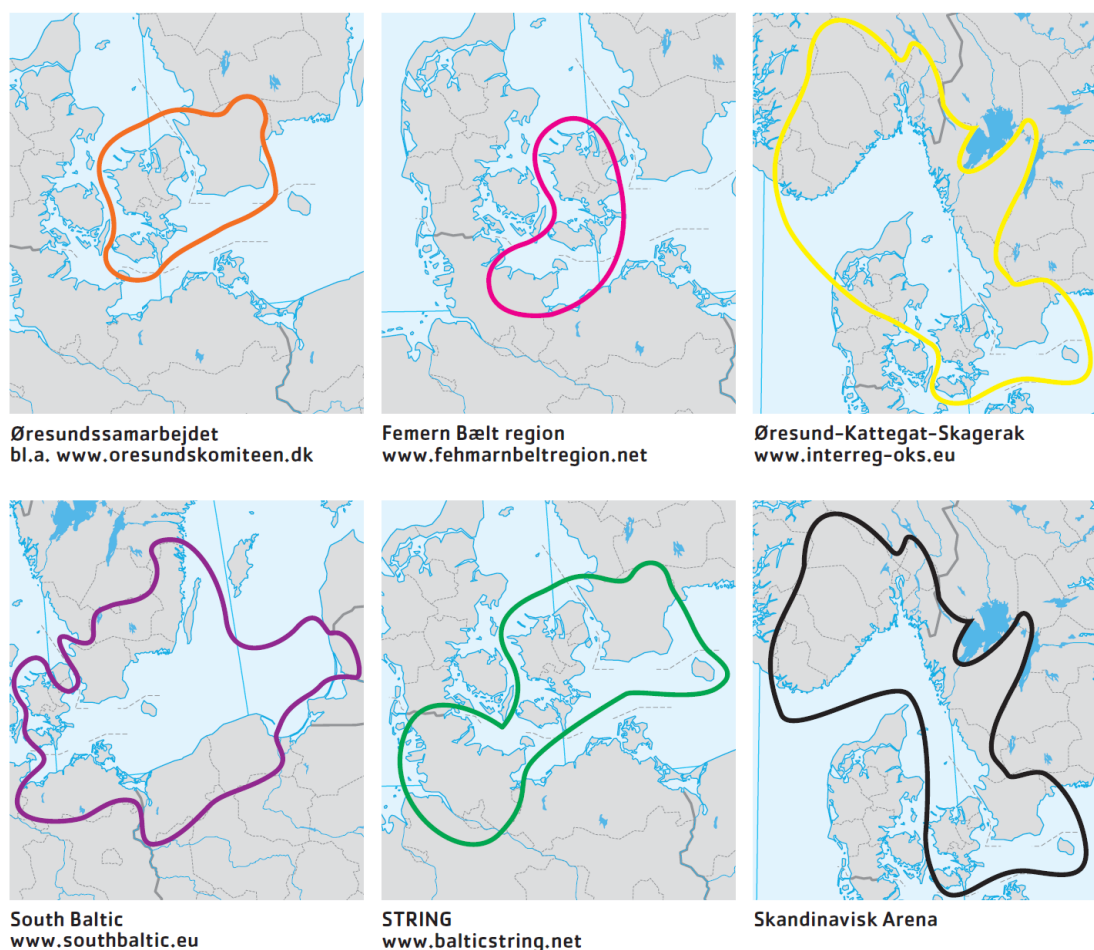 Øresundssamarbejdet
bl.a. www.oresundskomiteen.dk
Femern Bælt region
www.fehmarnbeltregion.net
Øresund-Kattegat-Skagerak
www.interreg-oks.eu
South Baltic
www.southbaltic.eu
STRING
www.balticstring.net
Skandinavisk Arena